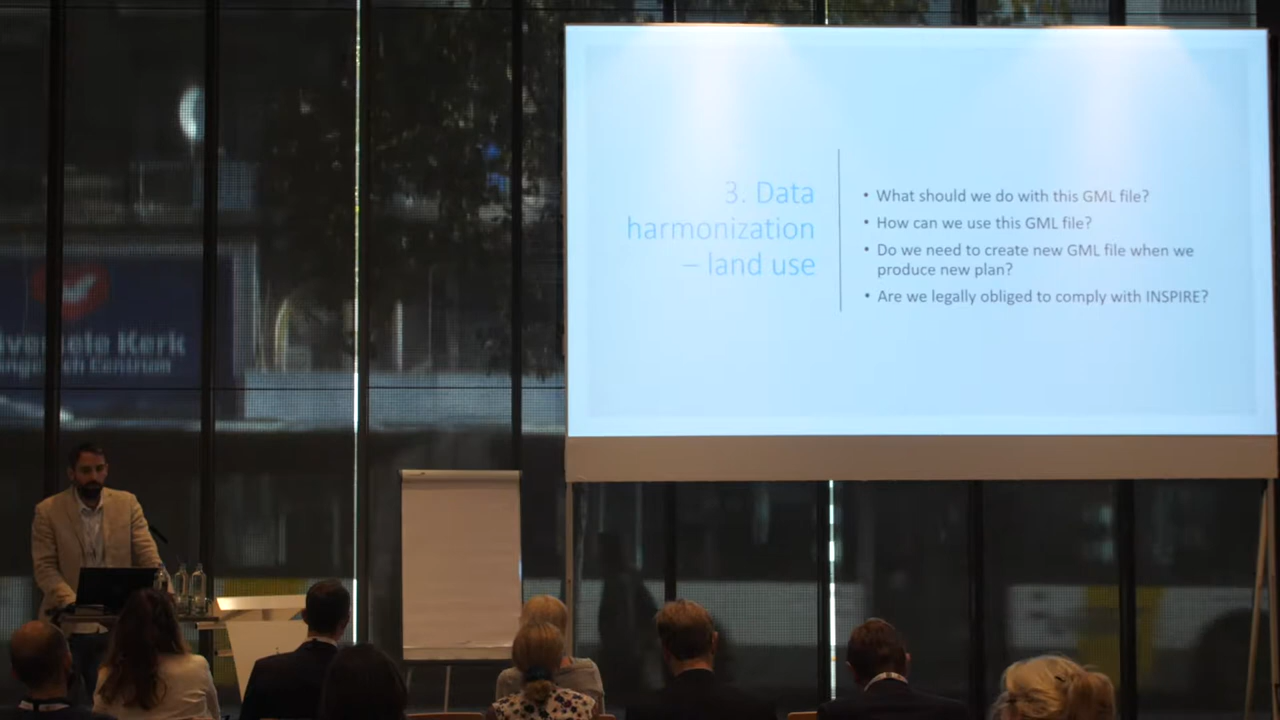 3. Data
harmonization
– land use
• What should we do with this GML file?
• How can we use this GML file?
• Do we need to create new GML file when we
produce new plan?
• Are we legally obliged to comply with INSPIRE?
Kerk
Centrum